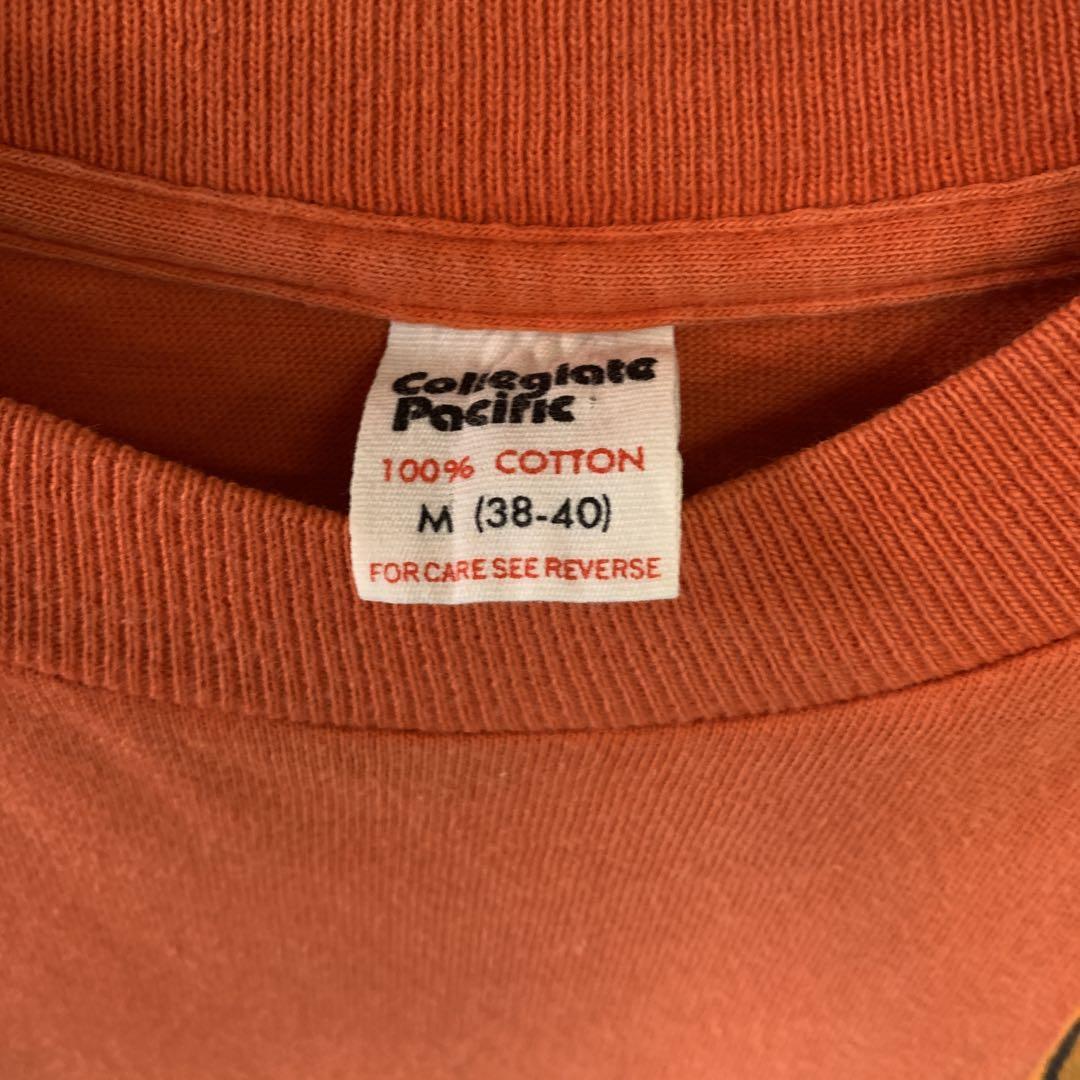 Collegiate
Pacific
100% COTTON
M (38-40)
FOR CARE SEE REVERSE